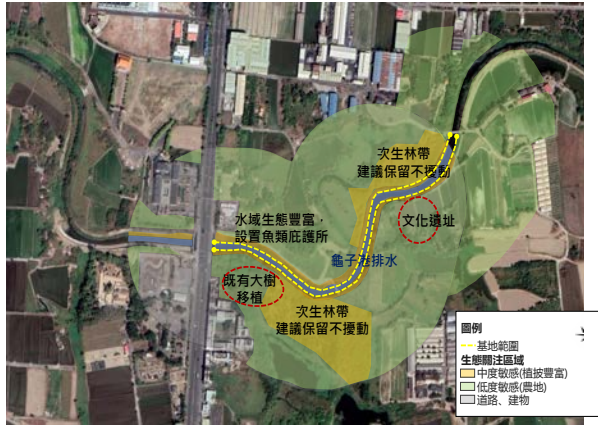 次生林帶
建議保留不擾動
水域生態豐富，
設置魚類庇護所
文化遺址
龜子港排水
既有大樹
移植
次生林帶
建議保留不擾動
圖例
基地範圍
生態關注區域
中度敏感(植披豐富)
低度敏感(農地)
道路、建物